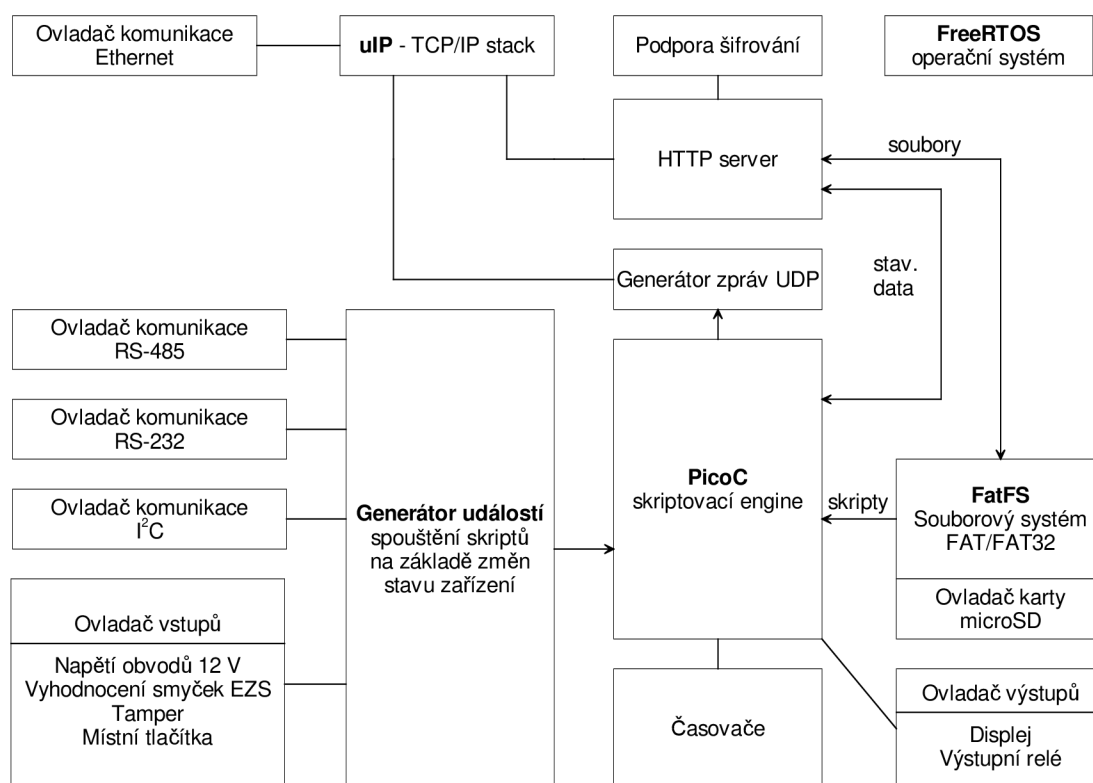 Ovladač komunikace
Ethernet
uIP - TCP/IP stack
Podpora šifrování
FreeRTOS
operační systém
HTTP server
soubory
stav.
data
Generátor zpráv UDP
Ovladač komunikace
RS-485
Ovladač komunikace
RS-232
Ovladač komunikace
I²C
Generátor událostí
spouštění skriptů
na základě změn
stavu zařízení
PicoC
skriptovací engine
skripty
FatFS
Souborový systém
FAT/FAT32
Ovladač karty
microSD
Ovladač vstupů
Napětí obvodů 12 V
Vyhodnocení smyček EZS
Tamper
Místní tlačítka
Časovače
Ovladač výstupů
Displej
Výstupní relé